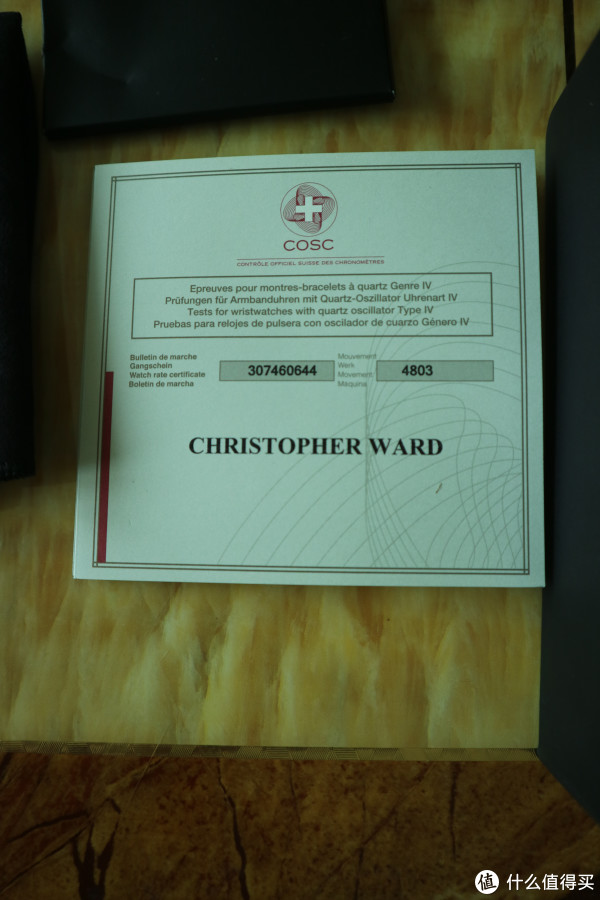 COSC
CONTRÔLE OFFICIEL SUISSE DES CHRONOMÈTRES
Epreuves pour montres-bracelets à quartz Genre IV
Prüfungen für Armbanduhren mit Quartz-Oszillator Uhrenart IV
Tests for wristwatches with quartz oscillator Type IV
Pruebas para relojes de pulsera con oscilador de cuarzo Género IV
Bulletin de marche
Gangschein
Watch rate certificate
Boletin de marcha
307460644
Mouvement
Werk
Movement
Maquina
4803
CHRISTOPHER WARD
值 什么值得买